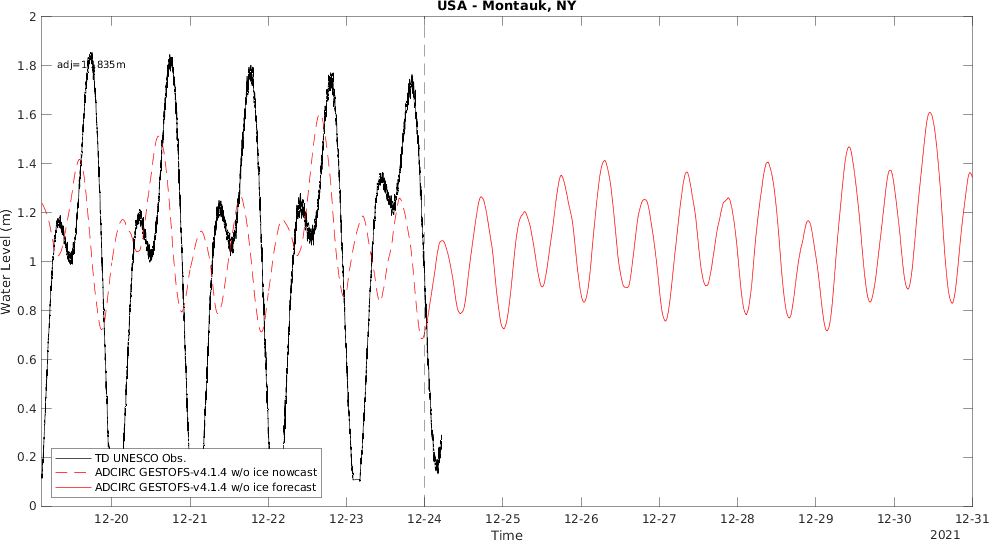 USA - Montauk, NY
2
1.8
1.6
1.4
1.2
1
0.8
0.6
0.4
0.2
0
Water Level (m)
TD UNESCO Obs.
ADCIRC GESTOFS-v4.1.4 w/o ice nowcast
ADCIRC GESTOFS-v4.1.4 w/o ice forecast
12-20 12-21 12-22 12-23 12-24 12-25 12-26 12-27 12-28 12-29 12-30 12-31
Time
2021